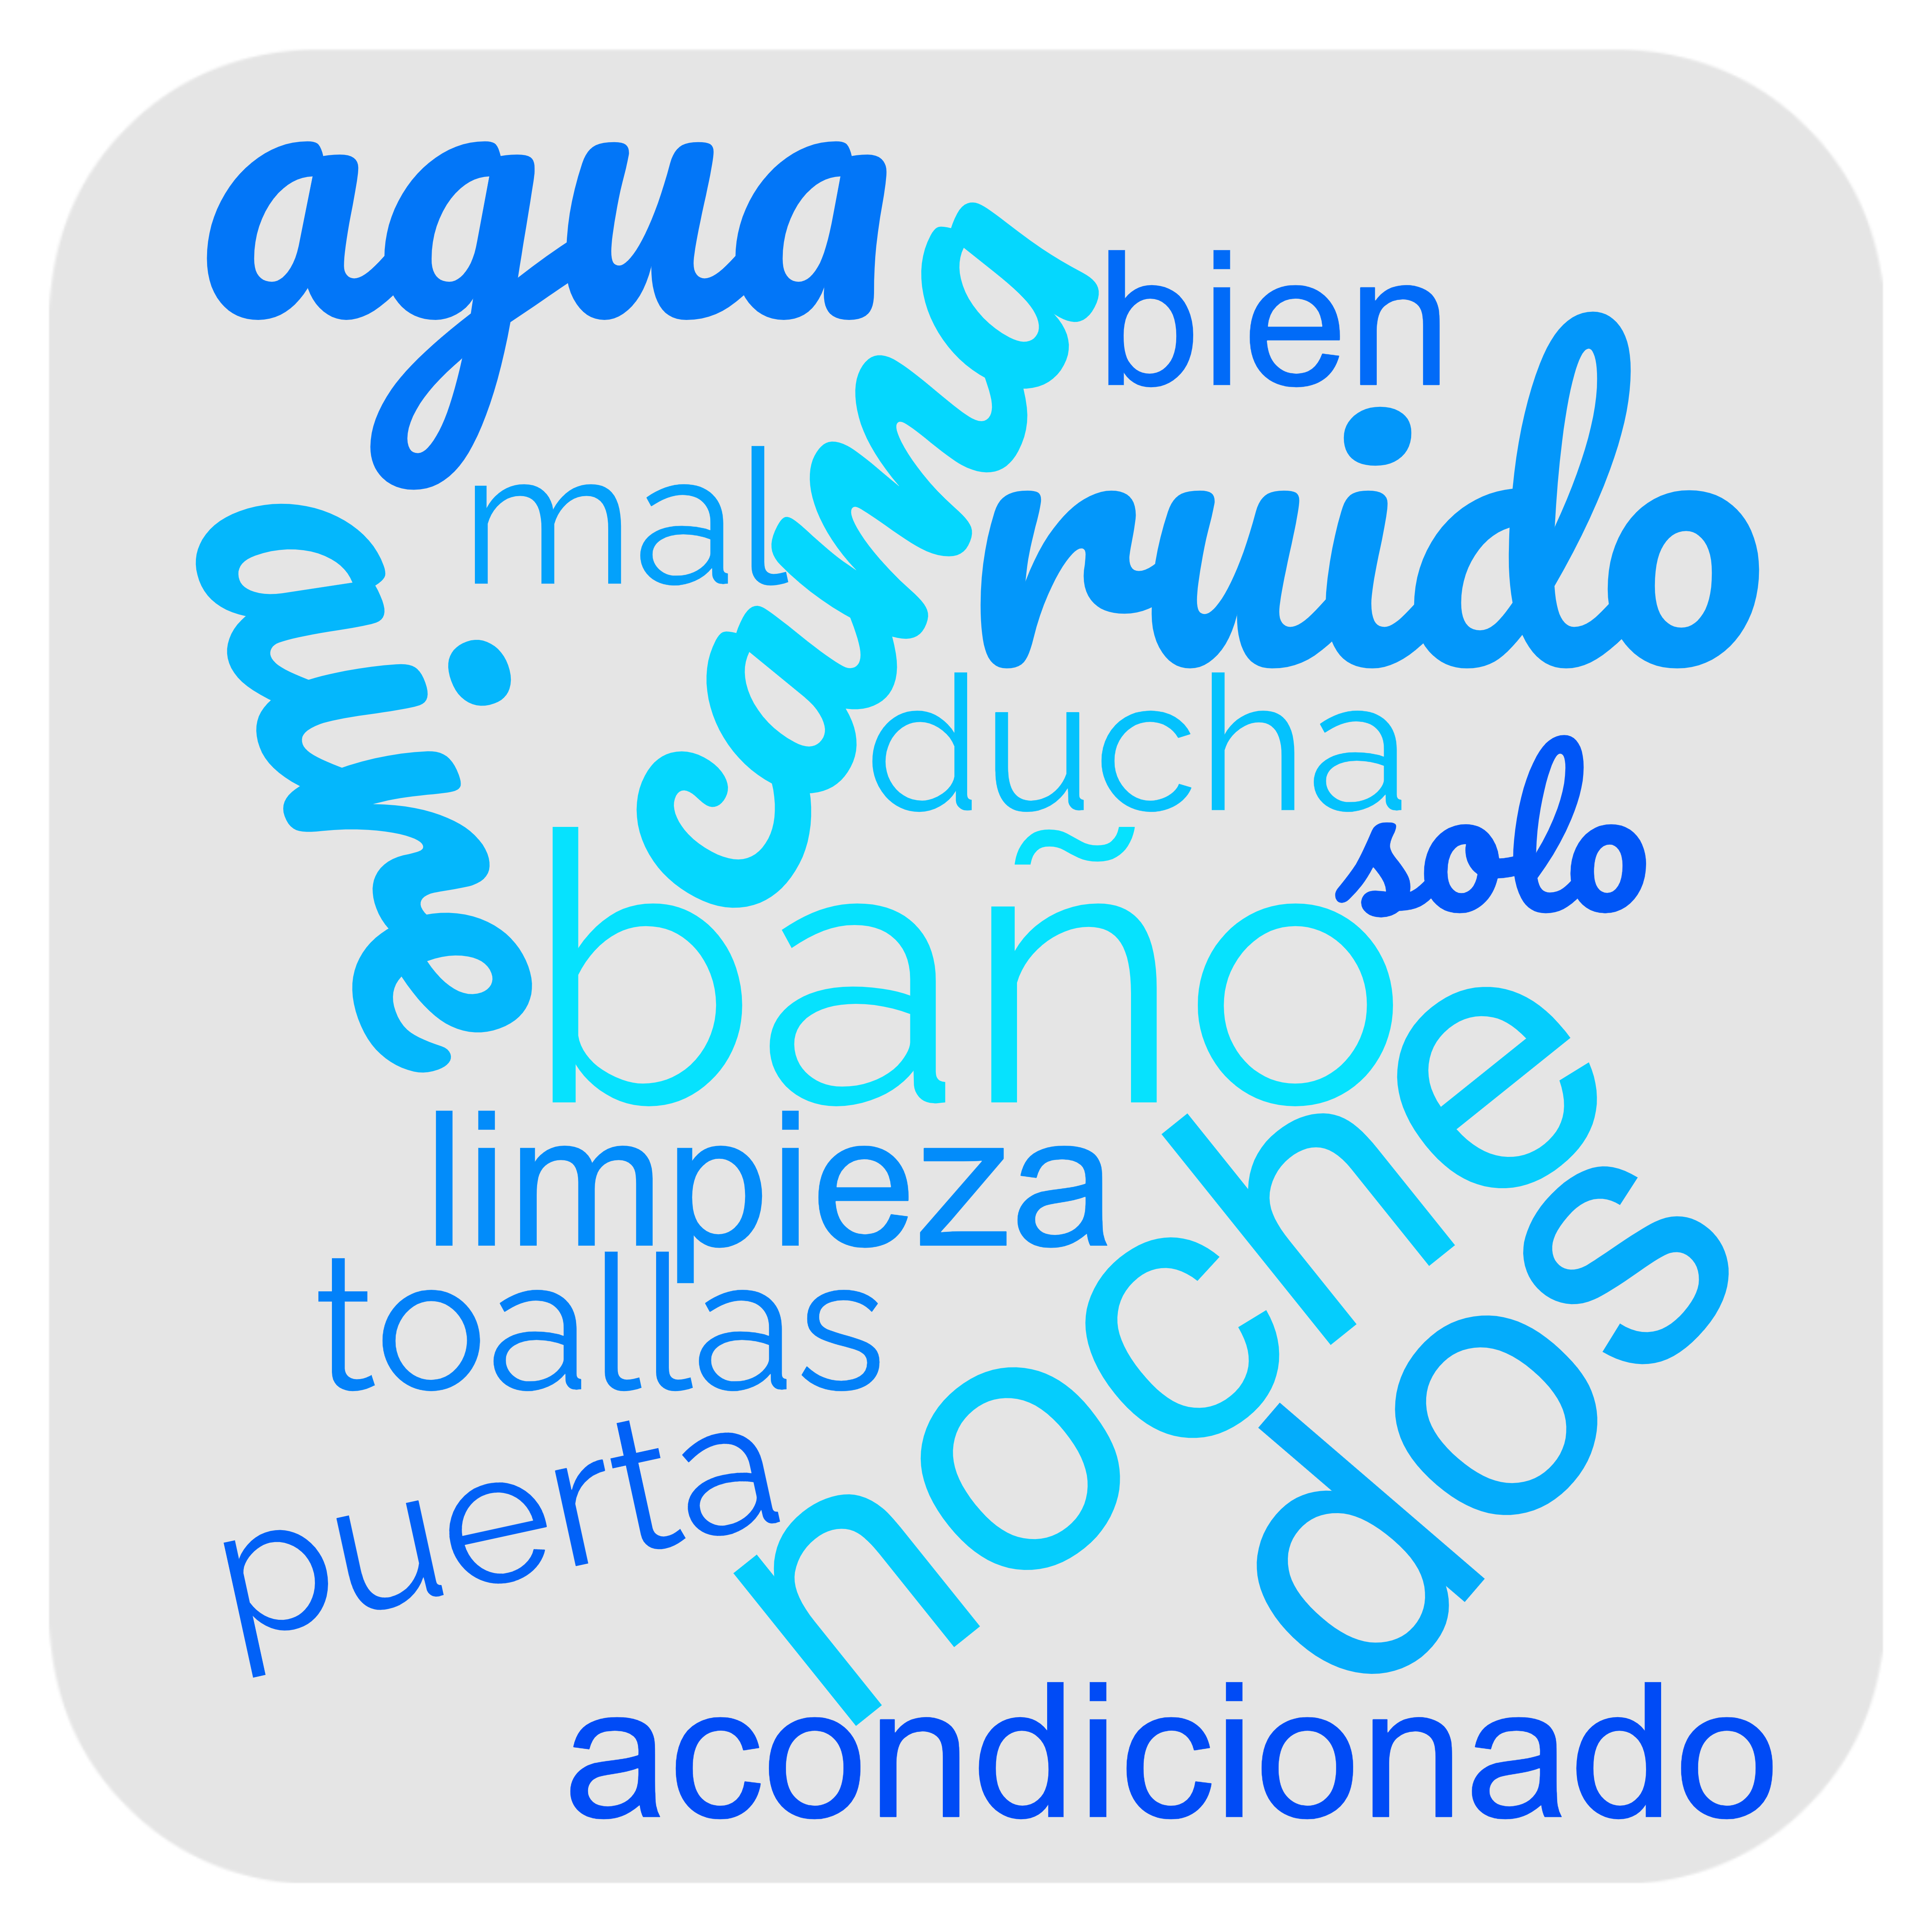 agua
cama
bien
mal
ruido
aire
ducha
solo
baño
noches
limpieza
dos
toallas
puerta
acondicionado